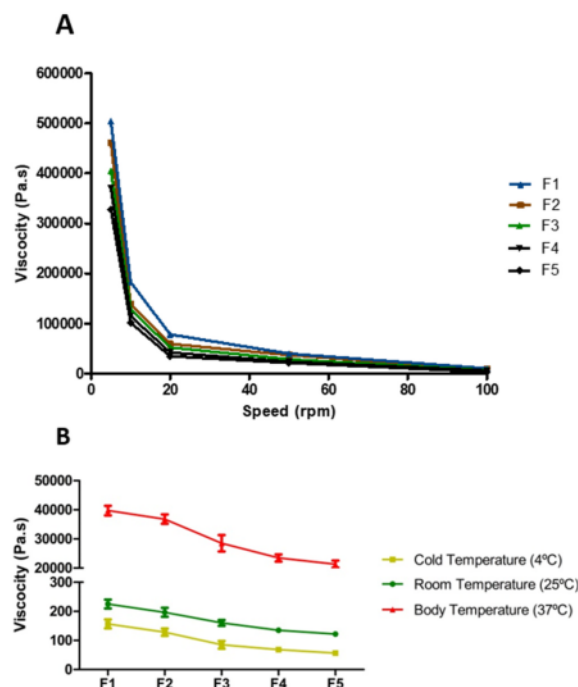 A
600000
500000
400000
300000
200000
100000
0
Viscocity (Pa.s)
0 20 40 60 80 100
Speed (rpm)
F1
F2
F3
F4
F5
B
50000
40000
30000
20000
300
200
100
0
Viscocity (Pa.s)
F1 F2 F3 F4 F5
Cold Temperature (4ºC)
Room Temperature (25ºC)
Body Temperature (37ºC)